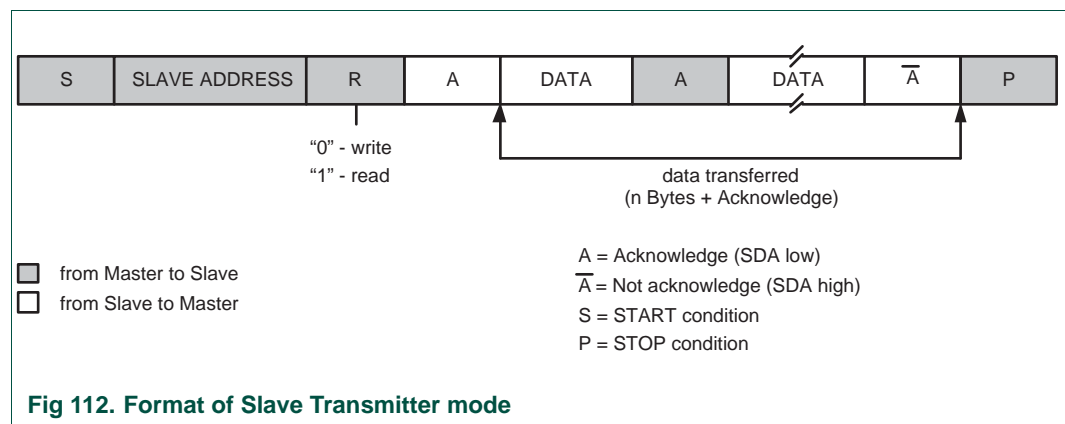 S SLAVE ADDRESS R A DATA A DATA A̅ P
“0” - write
“1” - read
data transferred
(n Bytes + Acknowledge)
A = Acknowledge (SDA low)
A̅ = Not acknowledge (SDA high)
S = START condition
P = STOP condition
from Master to Slave
from Slave to Master
Fig 112. Format of Slave Transmitter mode